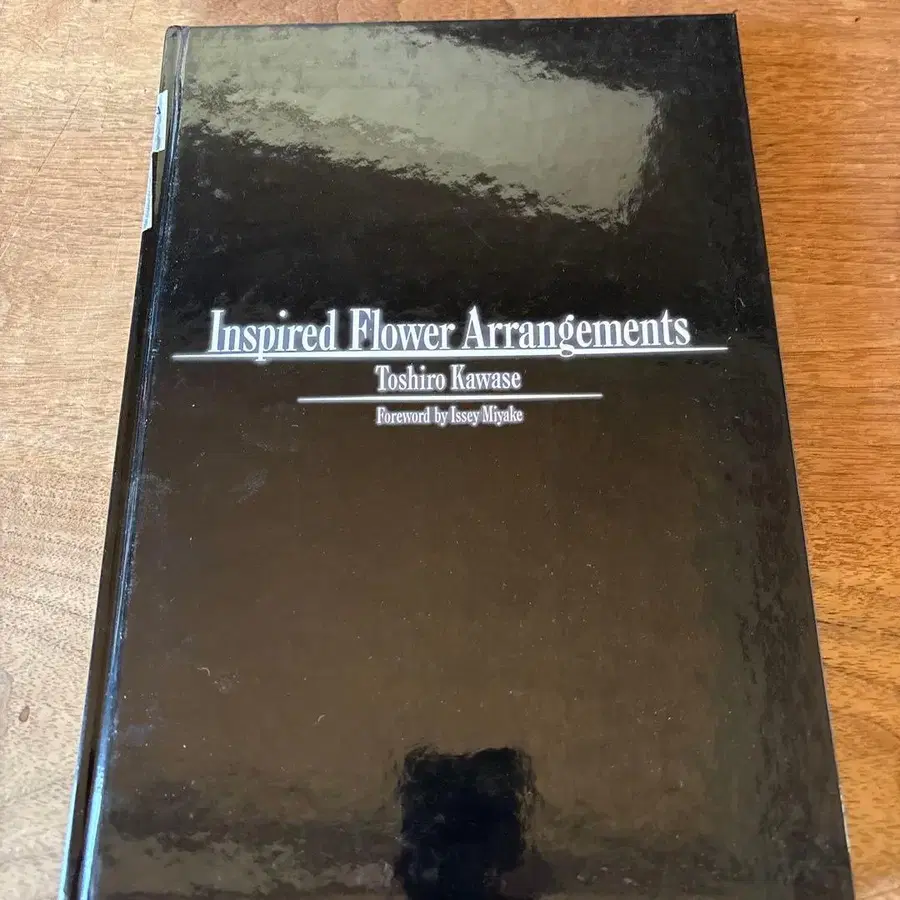 Inspired Flower Arrangements
Toshiro Kawase
Foreword by Issey Miyake